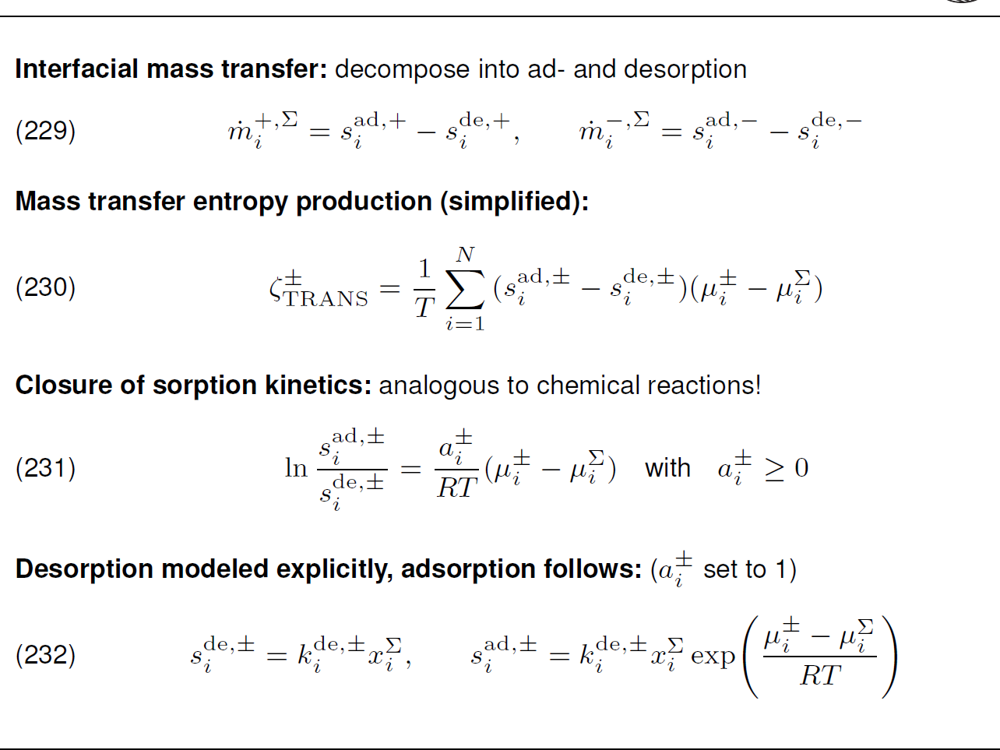 Interfacial mass transfer: decompose into ad- and desorption
(229) $\dot{m}_i^{+,\Sigma} = s_i^{\mathrm{ad},+} - s_i^{\mathrm{de},+}, \qquad \dot{m}_i^{-,\Sigma} = s_i^{\mathrm{ad},-} - s_i^{\mathrm{de},-}$
Mass transfer entropy production (simplified):
(230) $\zeta_{\mathrm{TRANS}}^{\pm} = \frac{1}{T} \sum_{i=1}^{N} (s_i^{\mathrm{ad},\pm} - s_i^{\mathrm{de},\pm})(\mu_i^{\pm} - \mu_i^{\Sigma})$
Closure of sorption kinetics: analogous to chemical reactions!
(231) $\ln \frac{s_i^{\mathrm{ad},\pm}}{s_i^{\mathrm{de},\pm}} = \frac{a_i^{\pm}}{RT} (\mu_i^{\pm} - \mu_i^{\Sigma}) \quad \text{with} \quad a_i^{\pm} \geq 0$
Desorption modeled explicitly, adsorption follows: ($a_i^{\pm}$ set to 1)
(232) $s_i^{\mathrm{de},\pm} = k_i^{\mathrm{de},\pm} x_i^{\Sigma}, \qquad s_i^{\mathrm{ad},\pm} = k_i^{\mathrm{de},\pm} x_i^{\Sigma} \exp\left(\frac{\mu_i^{\pm} - \mu_i^{\Sigma}}{RT}\right)$